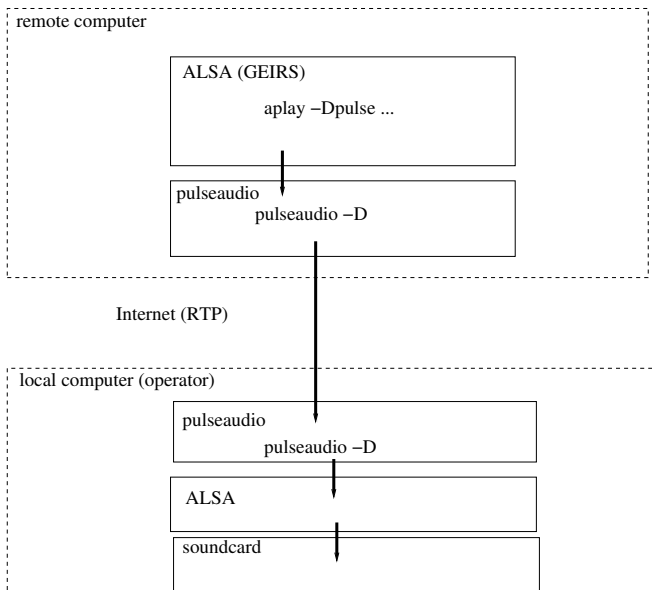 remote computer
ALSA (GEIRS)
aplay −Dpulse ...
pulseaudio
pulseaudio −D
Internet (RTP)
local computer (operator)
pulseaudio
pulseaudio −D
ALSA
soundcard